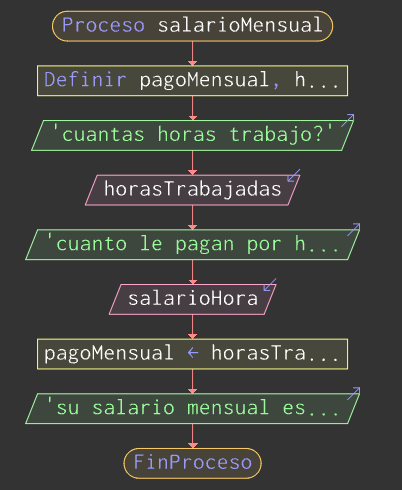 Proceso salarioMensual
Definir pagoMensual, h...
'cuantas horas trabajo?'
horasTrabajadas
'cuanto le pagan por h...
salarioHora
pagoMensual ← horasTra...
'su salario mensual es...
FinProceso